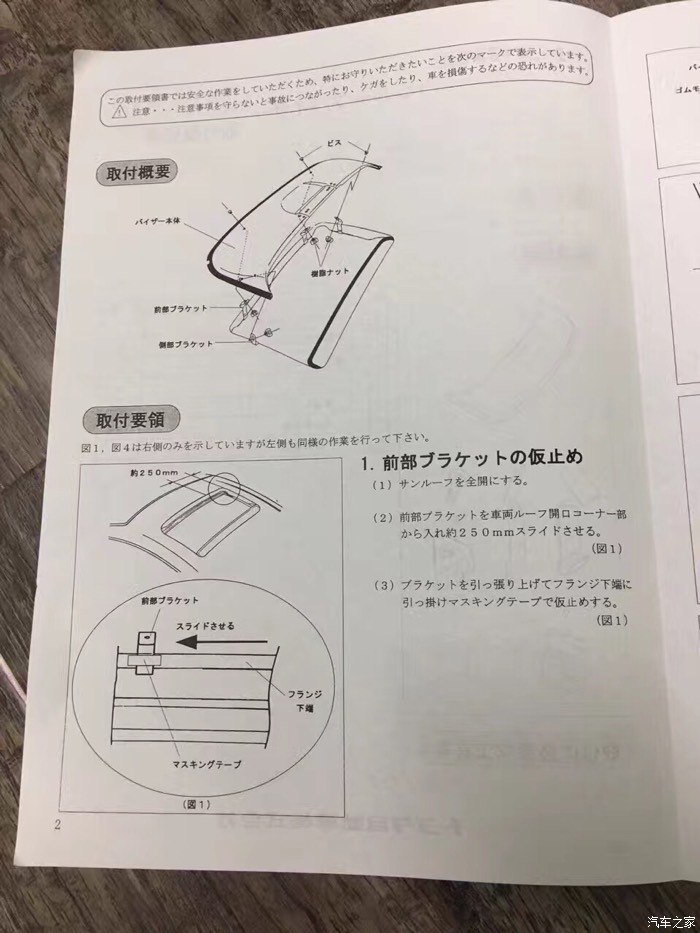 この取付要領書では安全な作業をしていただくため、特にお守りいただきたいことを次のマークで表示しています。
注意・・・注意事項を守らないと事故につながったり、ケガをしたり、車を損傷するなどの恐れがあります。
取付概要
ビス
バイザー本体
樹脂ナット
前部ブラケット
側部ブラケット
取付要領
図1，図4は右側のみを示していますが左側も同様の作業を行って下さい。
約250mm
前部ブラケット
スライドさせる
フランジ
下端
マスキングテープ
(図1)
1. 前部ブラケットの仮止め
(1) サンルーフを全開にする。
(2) 前部ブラケットを車両ルーフ開口コーナー部
から入れ約250mmスライドさせる。
(図1)
(3) ブラケットを引っ張り上げてフランジ下端に
引っ掛けマスキングテープで仮止めする。
(図1)
2
ゴムモ
汽车之家